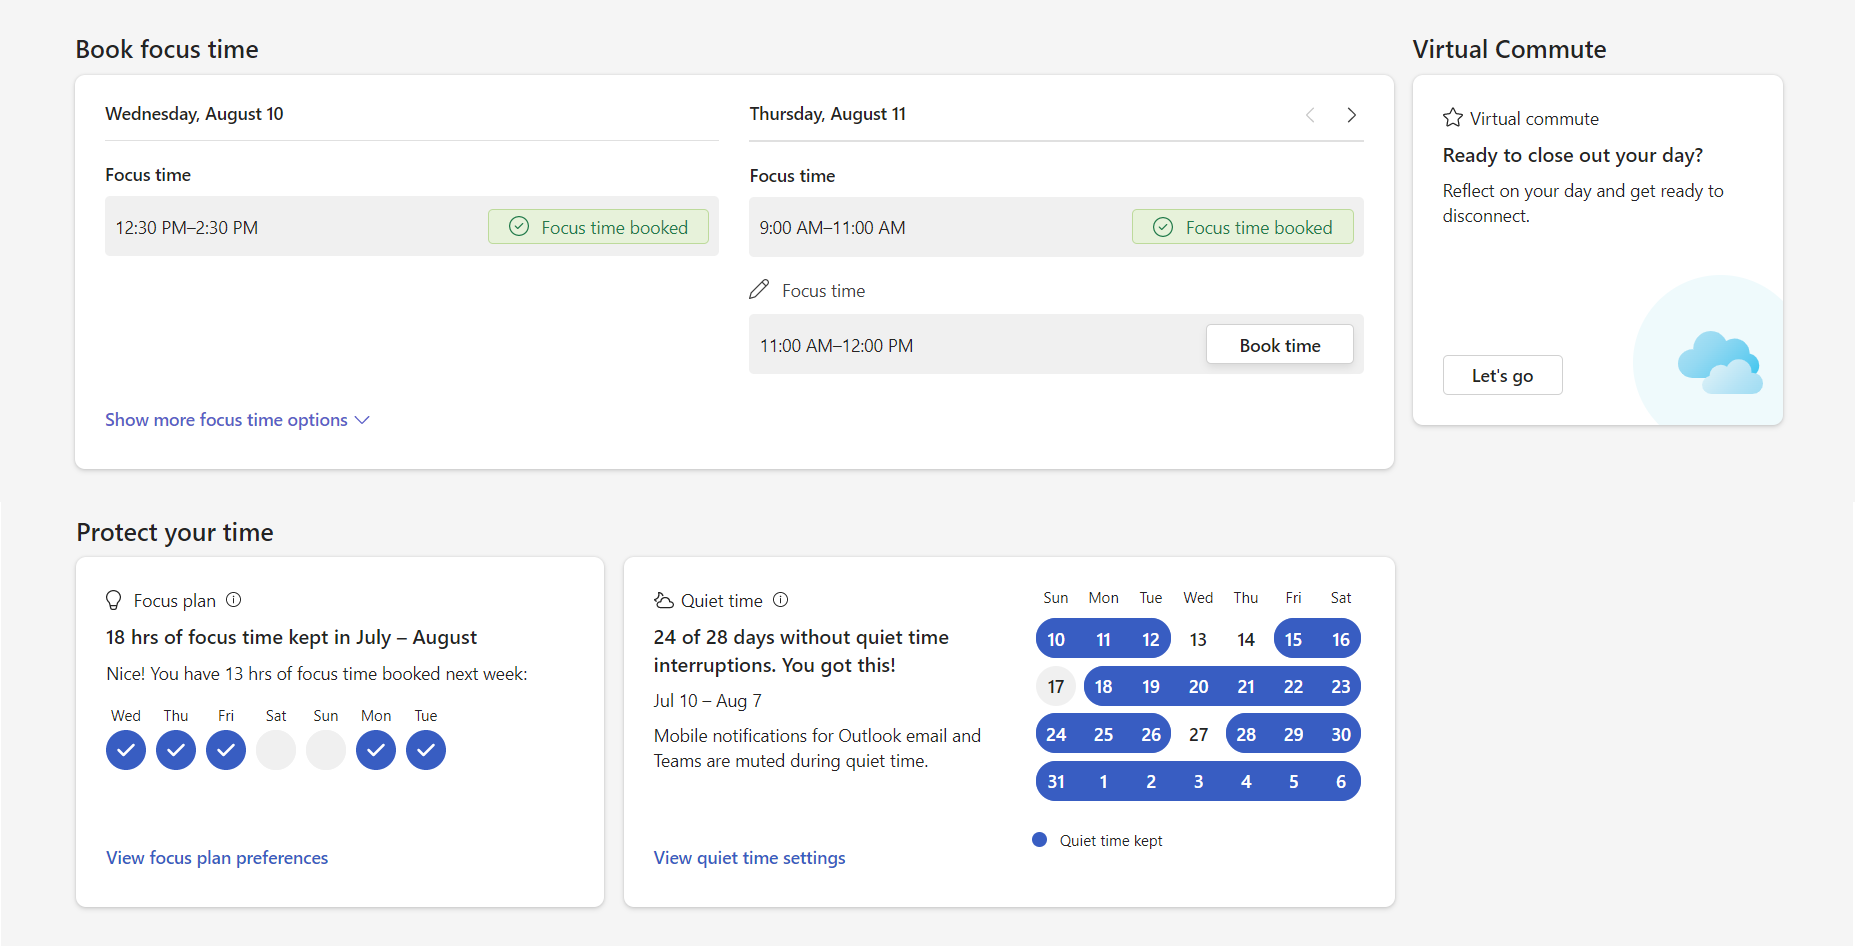 Book focus time
Wednesday, August 10
Focus time
12:30 PM–2:30 PM
Focus time booked
Thursday, August 11
Focus time
9:00 AM–11:00 AM
Focus time booked
Focus time
11:00 AM–12:00 PM
Book time
Show more focus time options
Virtual Commute
Virtual commute
Ready to close out your day?
Reflect on your day and get ready to
disconnect.
Let's go
Protect your time
Focus plan
18 hrs of focus time kept in July – August
Nice! You have 13 hrs of focus time booked next week:
Wed Thu Fri Sat Sun Mon Tue
View focus plan preferences
Quiet time
24 of 28 days without quiet time
interruptions. You got this!
Jul 10 – Aug 7
Mobile notifications for Outlook email and
Teams are muted during quiet time.
View quiet time settings
Sun Mon Tue Wed Thu Fri Sat
10 11 12 13 14 15 16
17 18 19 20 21 22 23
24 25 26 27 28 29 30
31 1 2 3 4 5 6
Quiet time kept